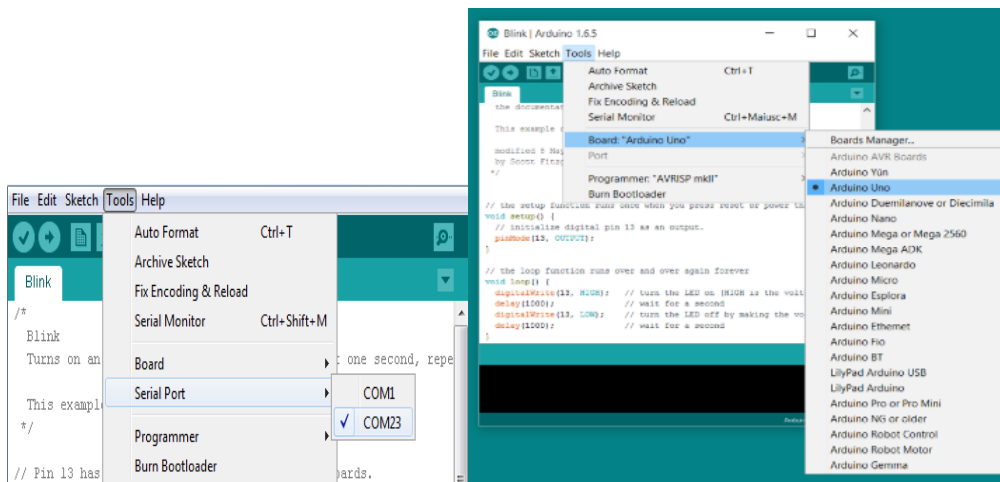 File Edit Sketch Tools Help
Auto Format Ctrl+T
Archive Sketch
Fix Encoding & Reload
Serial Monitor Ctrl+Shift+M
Board
Serial Port
Programmer
Burn Bootloader
COM1
COM23
Blink
/*
Blink
Turns on an
one second, repe
This example
*/
// Pin 13 has
ards.
Blink | Arduino 1.6.5
File Edit Sketch Tools Help
Auto Format Ctrl+T
Archive Sketch
Fix Encoding & Reload
Serial Monitor Ctrl+Maiusc+M
Board: "Arduino Uno"
Port
Programmer: "AVRISP mkII"
Burn Bootloader
Blink
the documentat
This example
modified 8 May
by Scott Fitzg
*/
// the setup function runs once when you press reset or power th
void setup() {
// initialize digital pin 13 as an output.
pinMode(13, OUTPUT);
}
// the loop function runs over and over again forever
void loop() {
digitalWrite(13, HIGH); // turn the LED on (HIGH is the volt
delay(1000); // wait for a second
digitalWrite(13, LOW); // turn the LED off by making the vo
delay(1000); // wait for a second
}
Boards Manager...
Arduino AVR Boards
Arduino Yún
Arduino Uno
Arduino Duemilanove or Diecimila
Arduino Nano
Arduino Mega or Mega 2560
Arduino Mega ADK
Arduino Leonardo
Arduino Micro
Arduino Esplora
Arduino Mini
Arduino Ethernet
Arduino Fio
Arduino BT
LilyPad Arduino USB
LilyPad Arduino
Arduino Pro or Pro Mini
Arduino NG or older
Arduino Robot Control
Arduino Robot Motor
Arduino Gemma